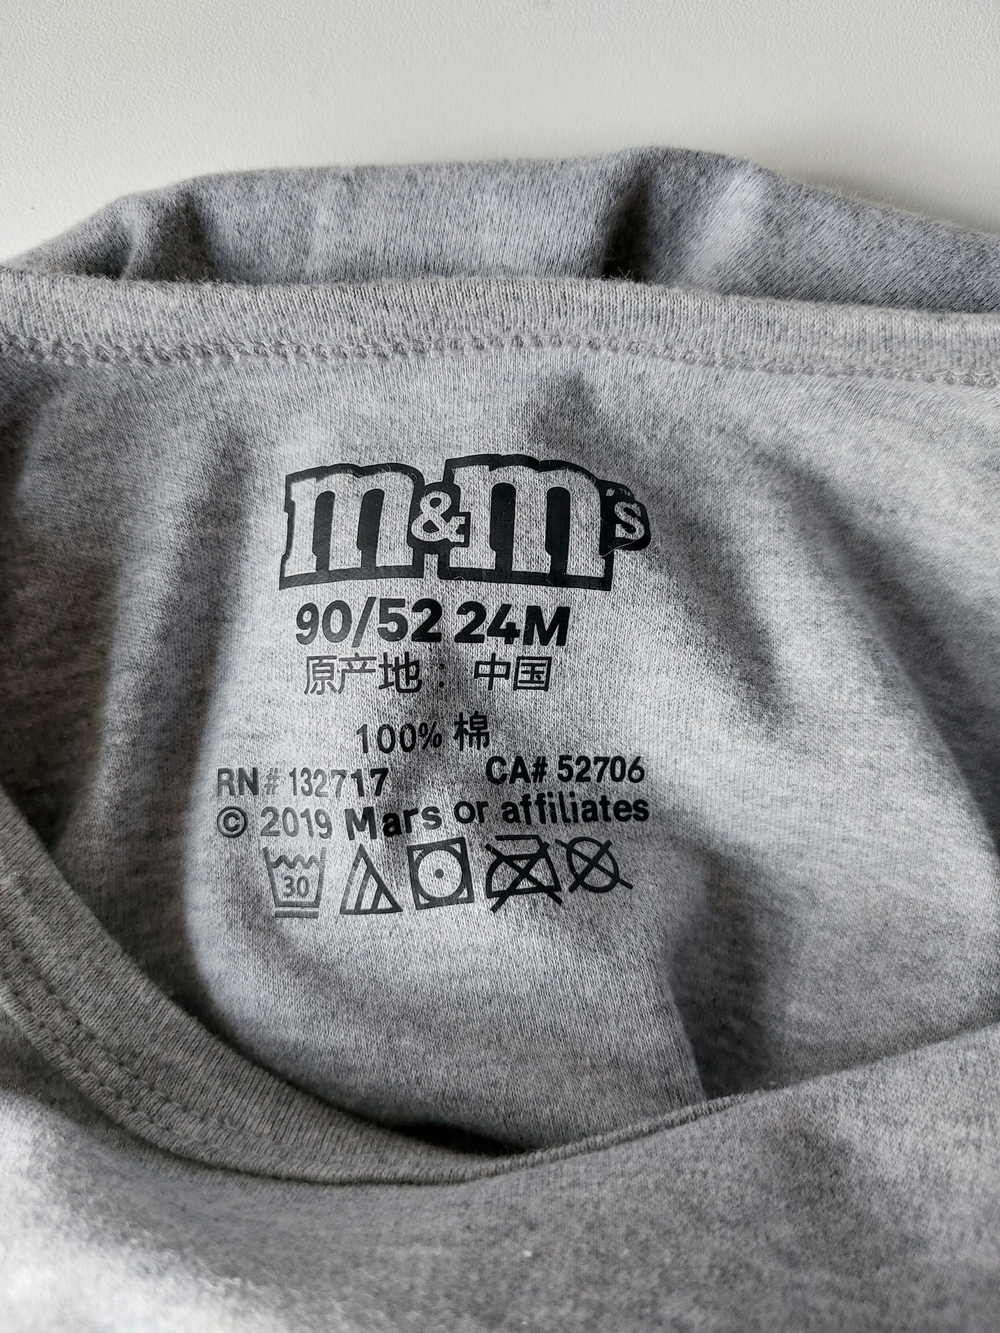 m&m's
90/52 24M
原产地： 中国
100% 棉
RN# 132717 CA# 52706
© 2019 Mars or affiliates
30